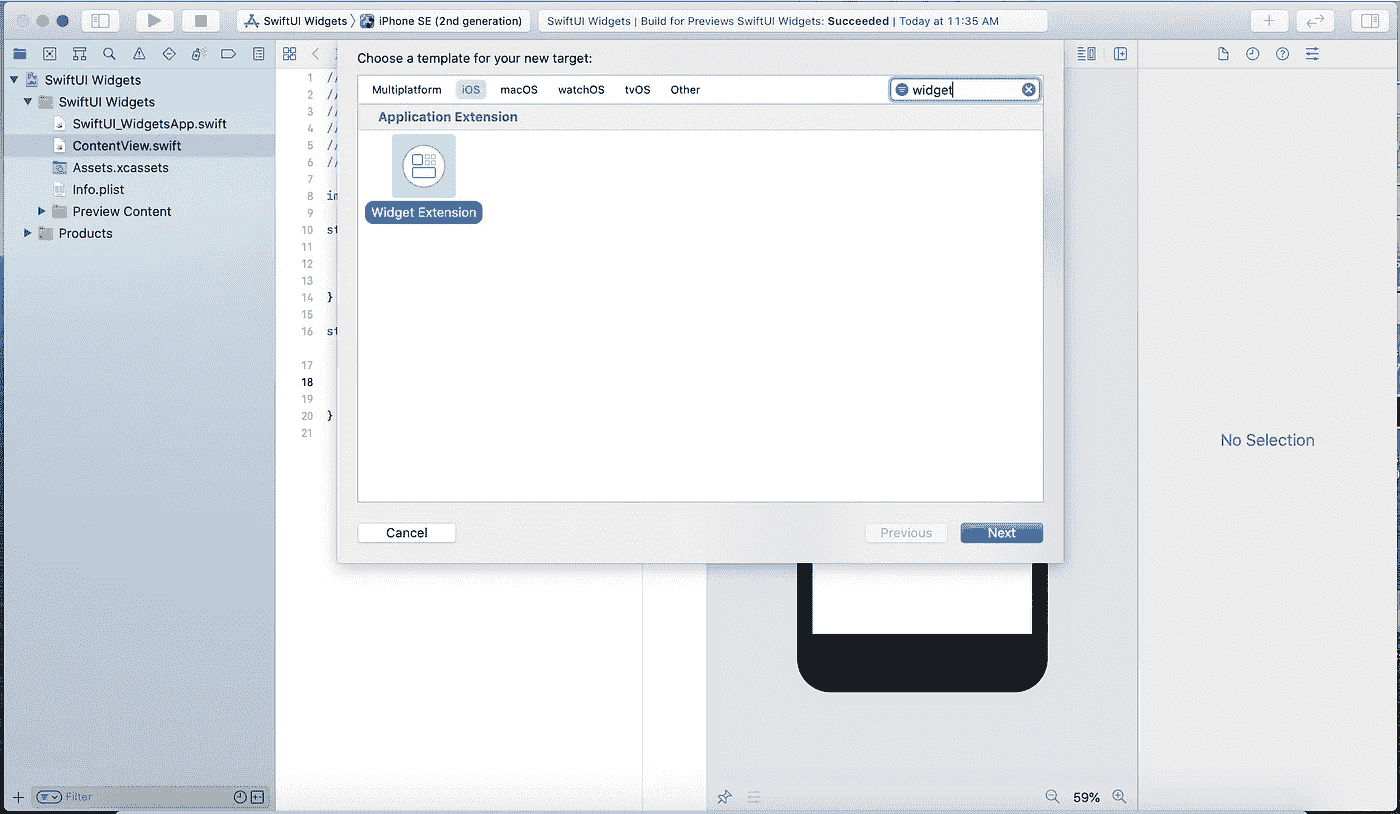 SwiftUI Widgets 〉 iPhone SE (2nd generation)
SwiftUI Widgets | Build for Previews SwiftUI Widgets: Succeeded | Today at 11:35 AM
SwiftUI Widgets
SwiftUI Widgets
SwiftUI_WidgetsApp.swift
ContentView.swift
Assets.xcassets
Info.plist
Preview Content
Products
Filter
1 //
2 //
3 //
4 //
5 //
6 //
7
8 im
9
10 st
11
12
13
14 }
15
16 st
17
18
19
20 }
21
Choose a template for your new target:
Multiplatform iOS macOS watchOS tvOS Other
widget
Application Extension
Widget Extension
Cancel Previous Next
No Selection
59%